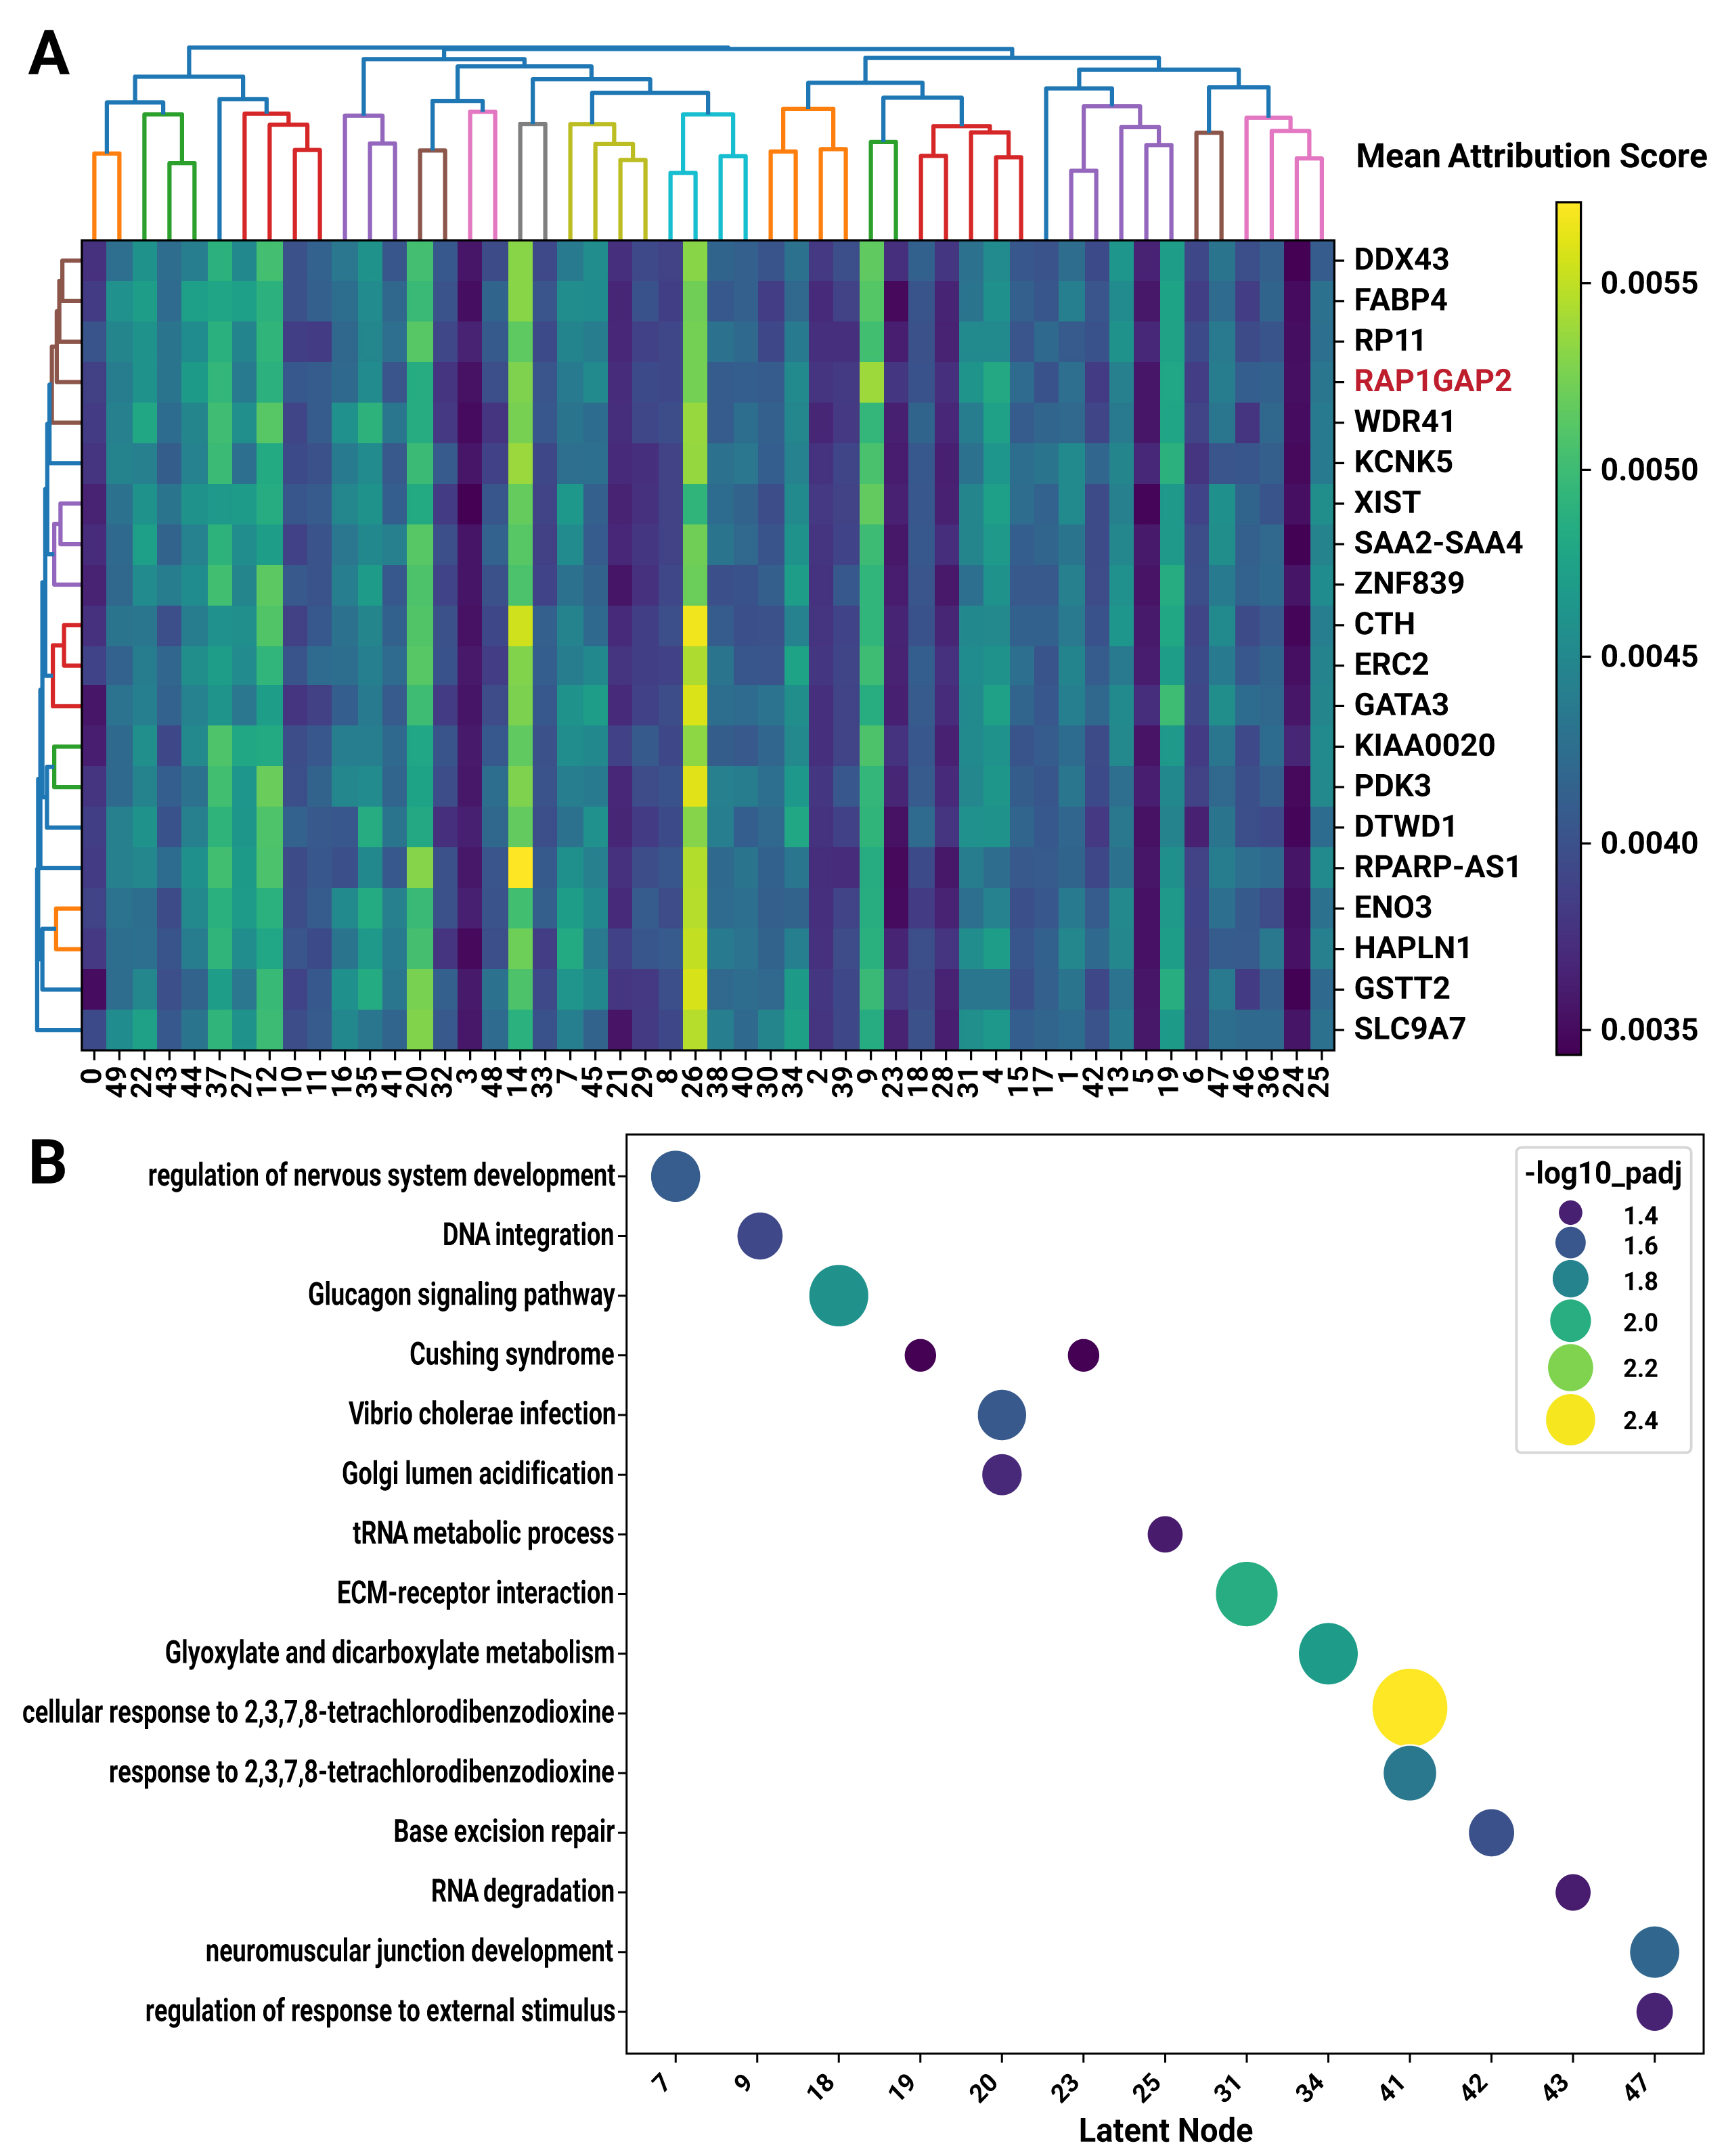 A
Mean Attribution Score
DDX43
FABP4
RP11
RAP1GAP2
WDR41
KCNK5
XIST
SAA2-SAA4
ZNF839
CTH
ERC2
GATA3
KIAA0020
PDK3
DTWD1
RPARP-AS1
ENO3
HAPLN1
GSTT2
SLC9A7
0.0055
0.0050
0.0045
0.0040
0.0035
0 49 22 43 44 37 27 12 10 11 16 35 41 20 32 3 48 14 33 7 45 21 29 8 26 38 40 30 34 2 39 9 23 18 28 31 4 15 17 1 42 13 5 19 6 47 46 36 24 25
B
regulation of nervous system development
DNA integration
Glucagon signaling pathway
Cushing syndrome
Vibrio cholerae infection
Golgi lumen acidification
tRNA metabolic process
ECM-receptor interaction
Glyoxylate and dicarboxylate metabolism
cellular response to 2,3,7,8-tetrachlorodibenzodioxine
response to 2,3,7,8-tetrachlorodibenzodioxine
Base excision repair
RNA degradation
neuromuscular junction development
regulation of response to external stimulus
-log10_padj
1.4
1.6
1.8
2.0
2.2
2.4
7 9 18 19 20 23 25 31 34 41 42 43 47
Latent Node